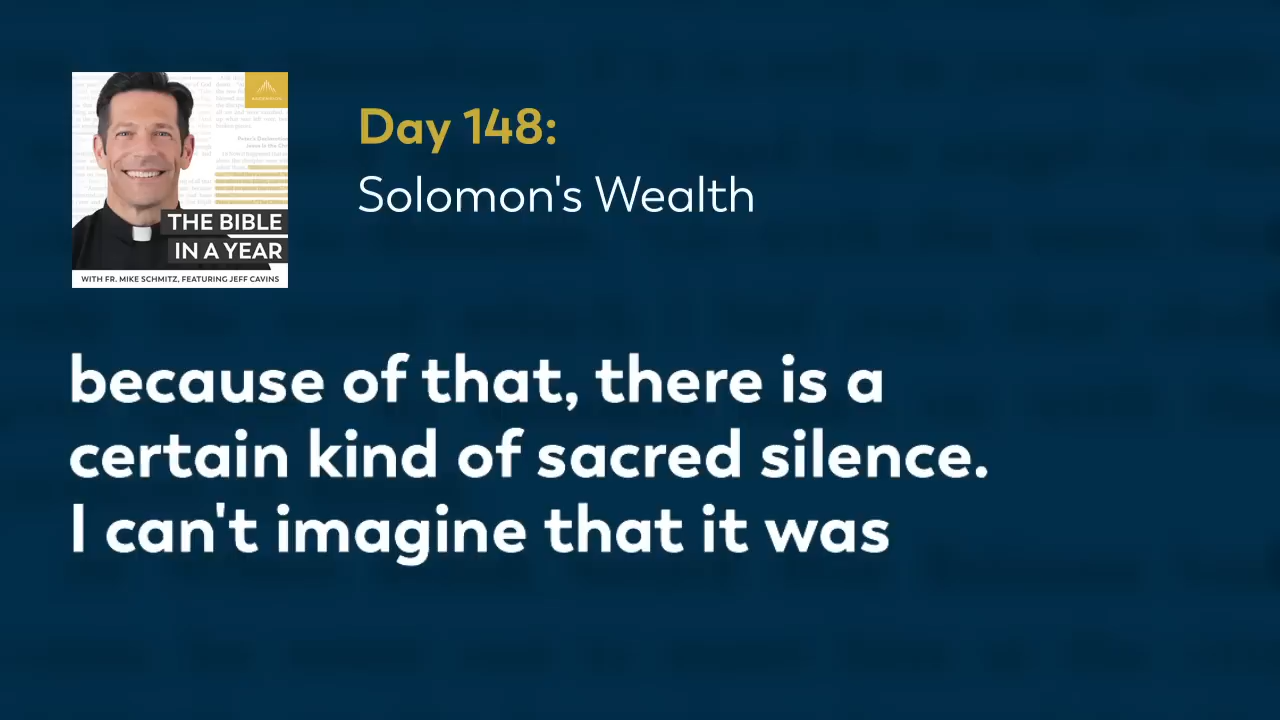 Day 148:
Solomon's Wealth
THE BIBLE
IN A YEAR
WITH FR. MIKE SCHMITZ, FEATURING JEFF CAVINS
because of that, there is a
certain kind of sacred silence.
I can't imagine that it was